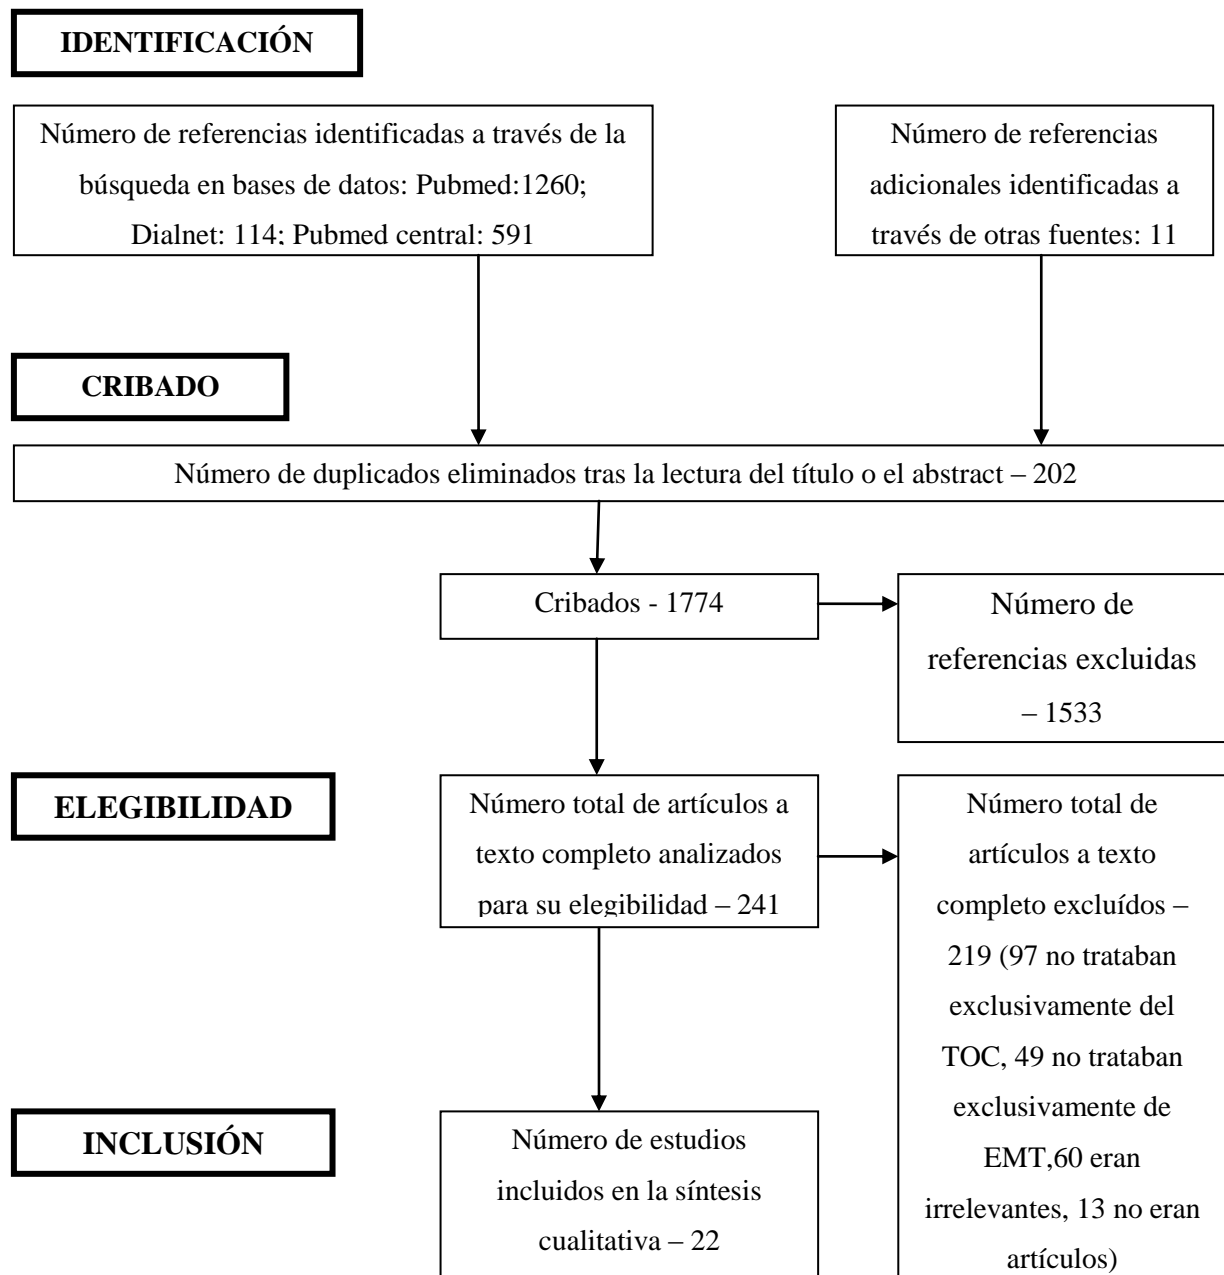 IDENTIFICACIÓN
Número de referencias identificadas a través de la
búsqueda en bases de datos: Pubmed:1260;
Dialnet: 114; Pubmed central: 591
Número de referencias
adicionales identificadas a
través de otras fuentes: 11
CRIBADO
Número de duplicados eliminados tras la lectura del título o el abstract – 202
Cribados - 1774
Número de
referencias excluidas
– 1533
ELEGIBILIDAD
Número total de artículos a
texto completo analizados
para su elegibilidad – 241
Número total de
artículos a texto
completo excluídos –
219 (97 no trataban
exclusivamente del
TOC, 49 no trataban
exclusivamente de
EMT,60 eran
irrelevantes, 13 no eran
artículos)
INCLUSIÓN
Número de estudios
incluidos en la síntesis
cualitativa – 22